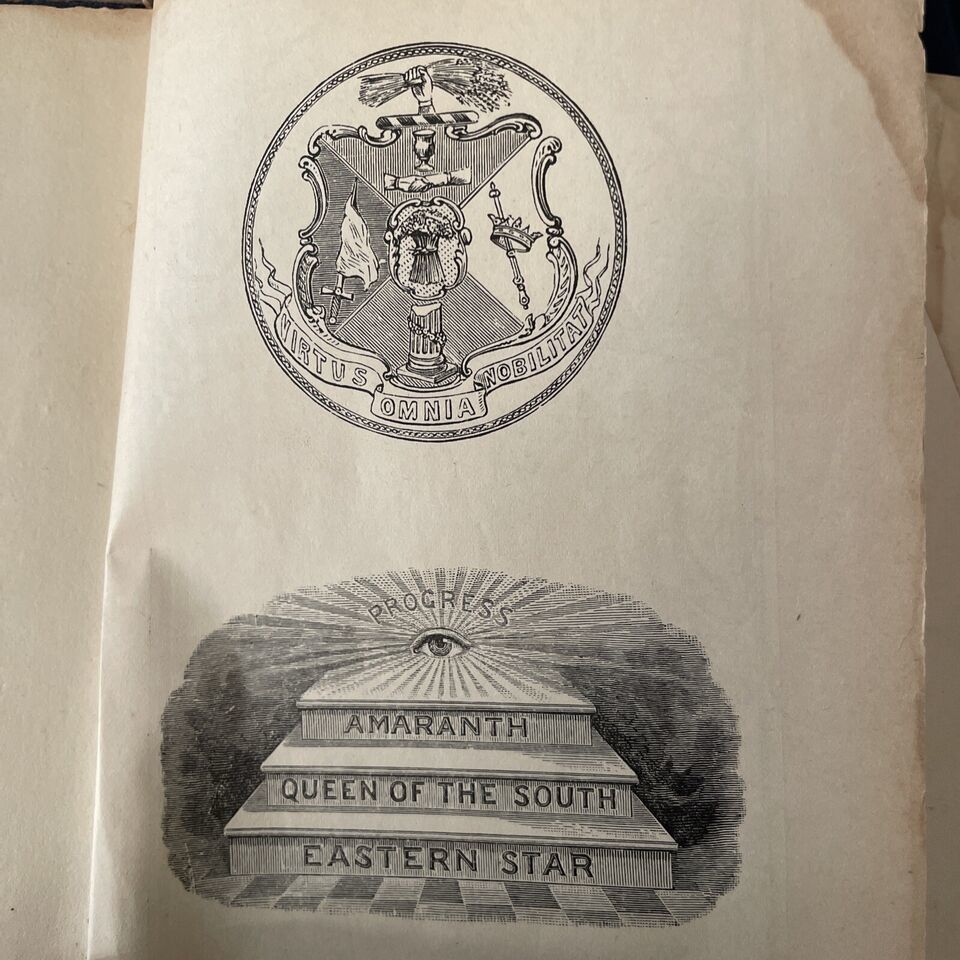 VIRTUS OMNIA NOBILITAT
PROGRESS
AMARANTH
QUEEN OF THE SOUTH
EASTERN STAR